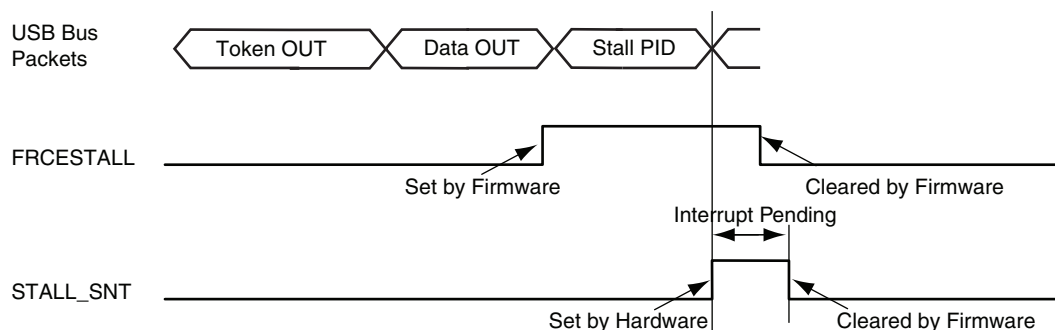 USB Bus
Packets
Token OUT
Data OUT
Stall PID
FRCESTALL
Set by Firmware
Cleared by Firmware
Interrupt Pending
STALL_SNT
Set by Hardware
Cleared by Firmware